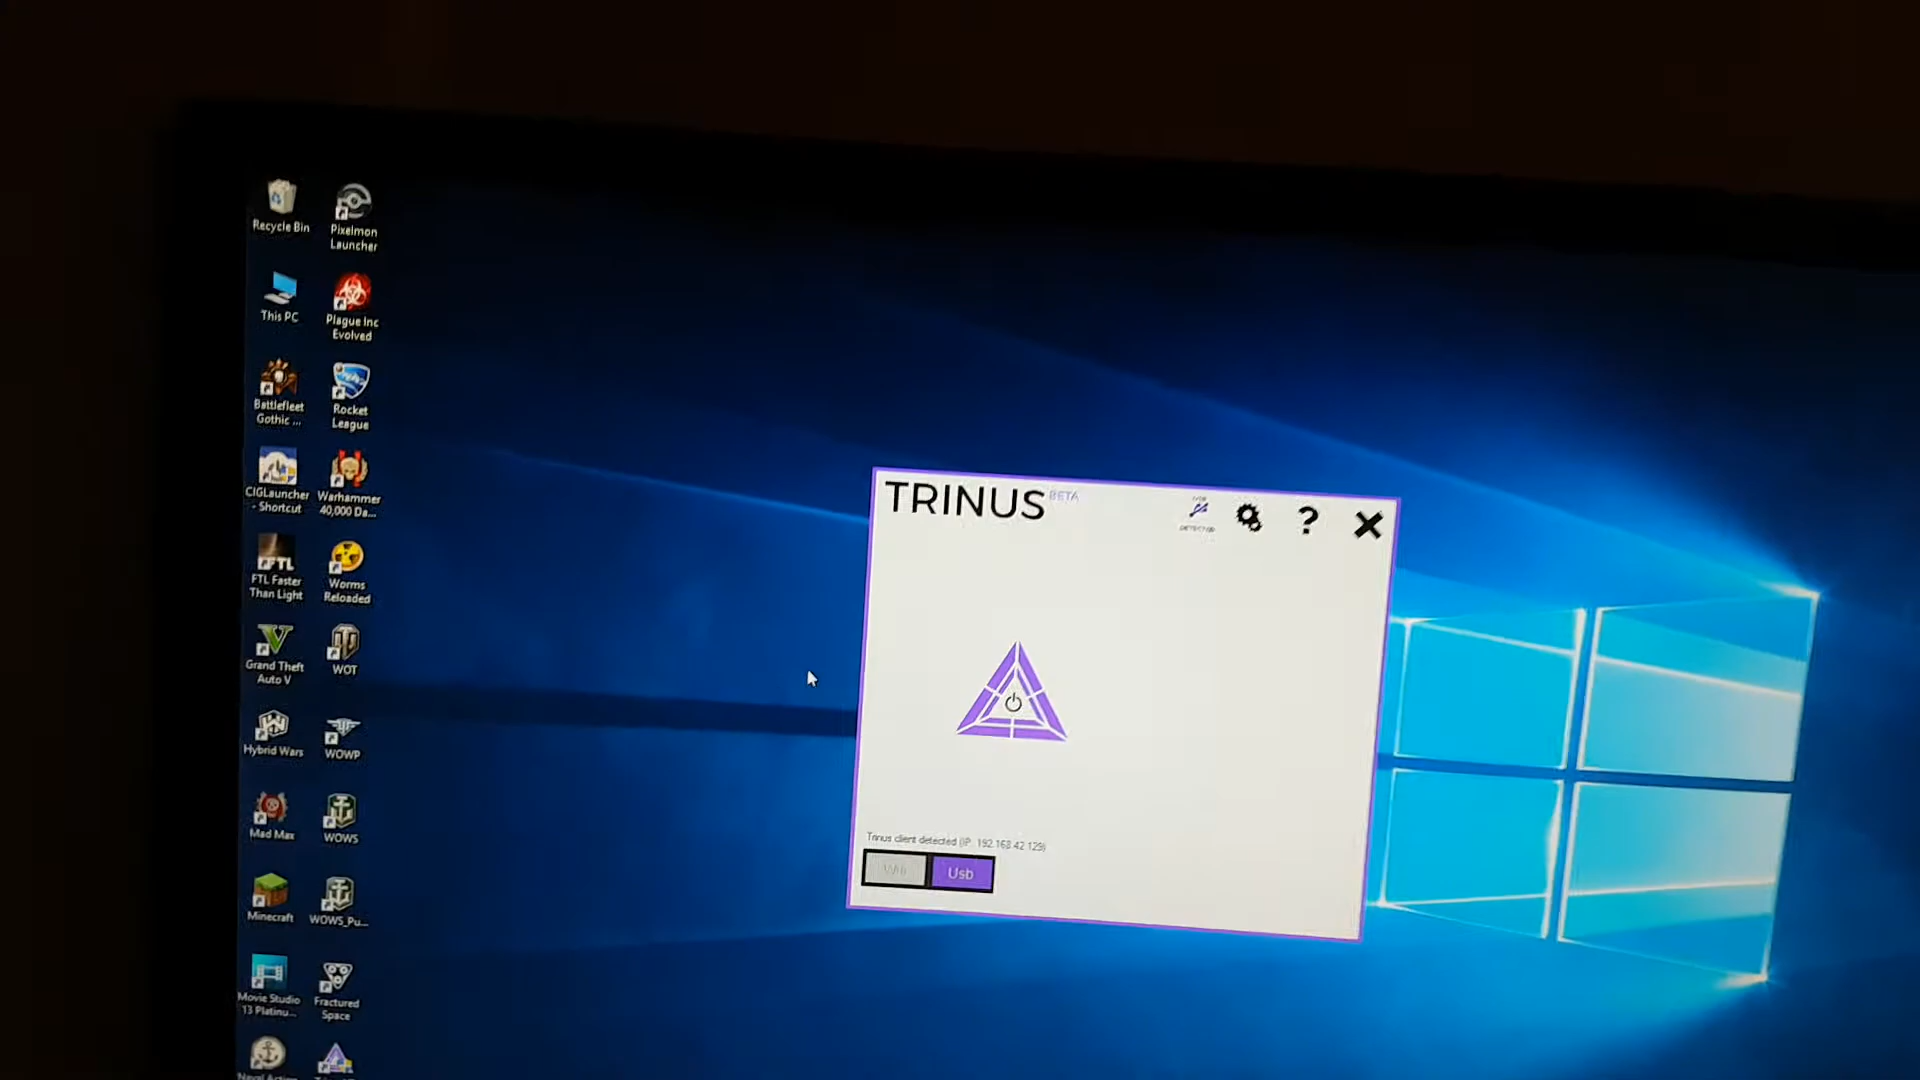 Recycle Bin
Pixelmon
Launcher
This PC
Plague Inc
Evolved
Battlefleet
Gothic ...
Rocket
League
CIGLauncher
- Shortcut
Warhammer
40,000 Da...
FTL
FTL Faster
Than Light
Worms
Reloaded
Grand Theft
Auto V
WOT
Hybrid Wars
WOWP
Mad Max
WOWS
Minecraft
WOWS_Pu...
Movie Studio
13 Platinu...
Fractured
Space
TRINUS BETA
DETECTOR
?
Trinus client detected (IP: 192.168.42.129)
Usb